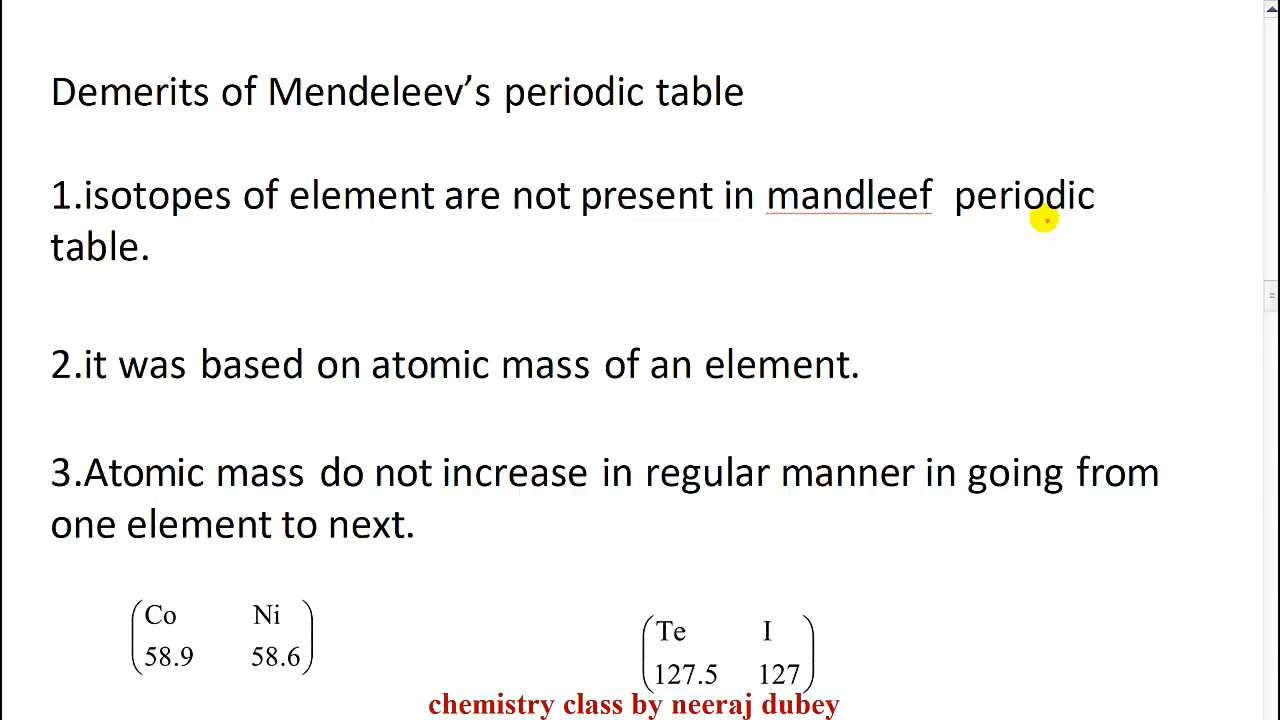 Demerits of Mendeleev’s periodic table
1.isotopes of element are not present in mandleef periodic
table.
2.it was based on atomic mass of an element.
3.Atomic mass do not increase in regular manner in going from
one element to next.
Co Ni
58.9 58.6
Te I
127.5 127
chemistry class by neeraj dubey